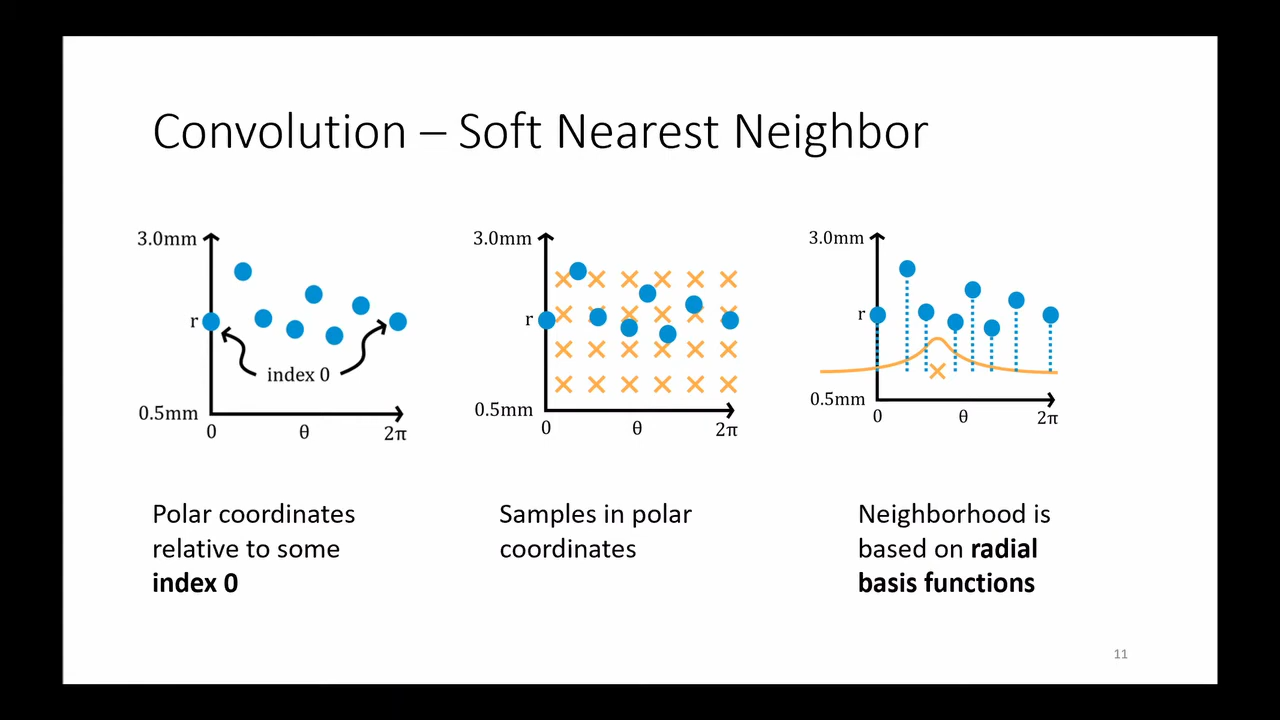 Convolution – Soft Nearest Neighbor
3.0mm
r
index 0
0.5mm
0
θ
2π
3.0mm
r
0.5mm
0
θ
2π
3.0mm
r
0.5mm
0
θ
2π
Polar coordinates
relative to some
index 0
Samples in polar
coordinates
Neighborhood is
based on radial
basis functions
11